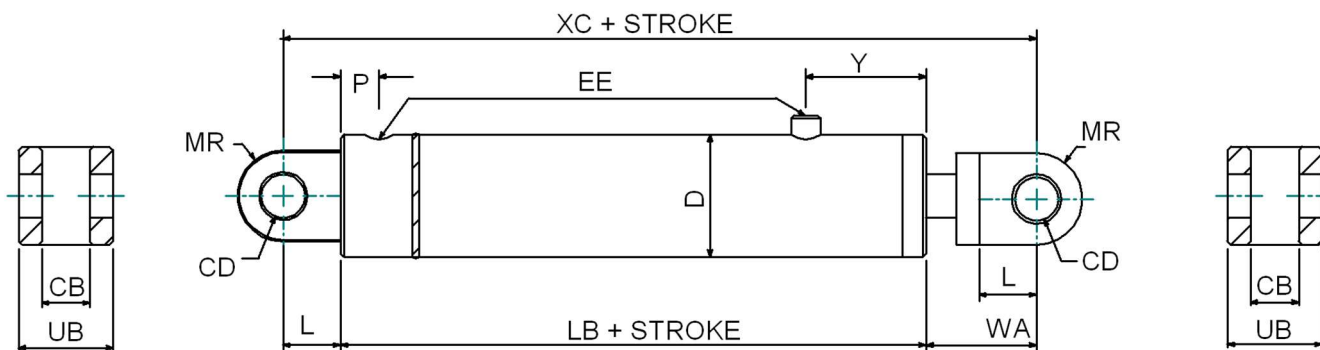 XC + STROKE
P
EE
Y
MR
MR
D
CD
CD
CB
UB
L
LB + STROKE
L
WA
CB
UB